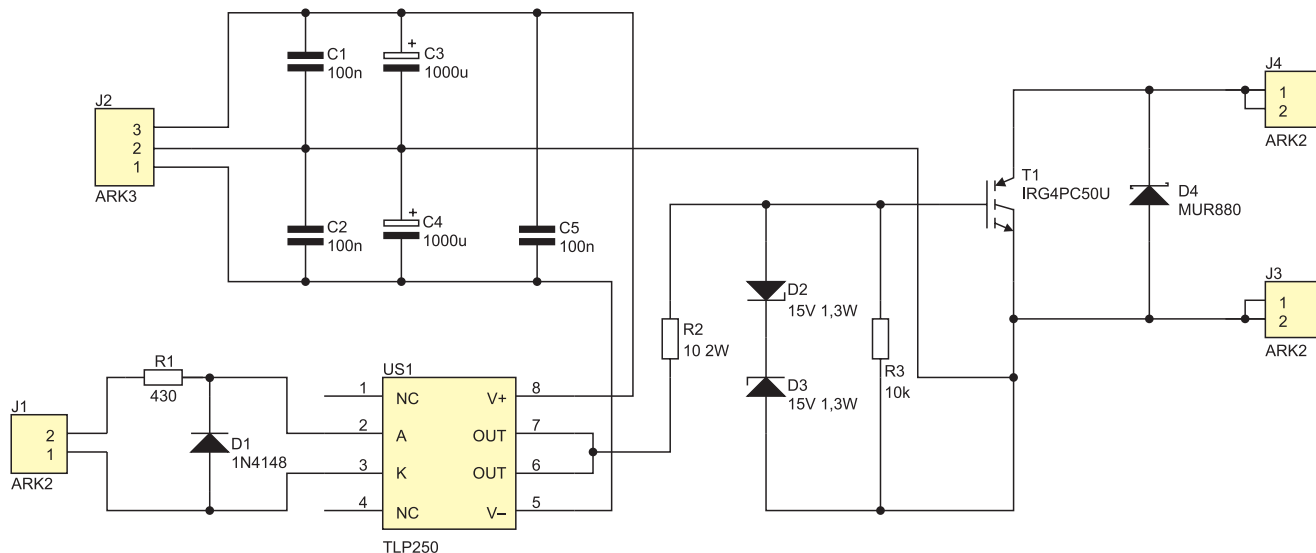 J2
3
2
1
ARK3
C1
100n
+
C3
1000u
C2
100n
+
C4
1000u
C5
100n
J4
1
2
ARK2
T1
IRG4PC50U
D4
MUR880
J3
1
2
ARK2
D2
15V 1,3W
D3
15V 1,3W
R2
10 2W
R3
10k
R1
430
J1
2
1
ARK2
D1
1N4148
US1
1 NC V+ 8
2 A OUT 7
3 K OUT 6
4 NC V– 5
TLP250